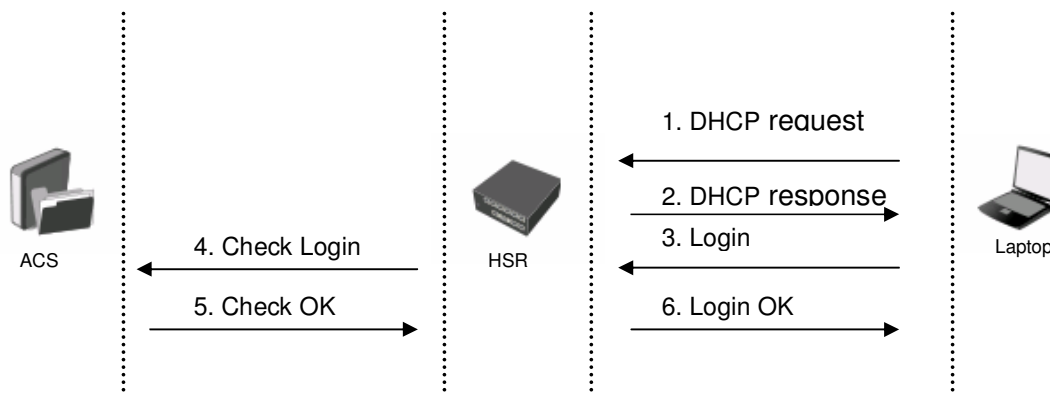 1. DHCP request
2. DHCP response
3. Login
4. Check Login
5. Check OK
6. Login OK
ACS
HSR
Laptop